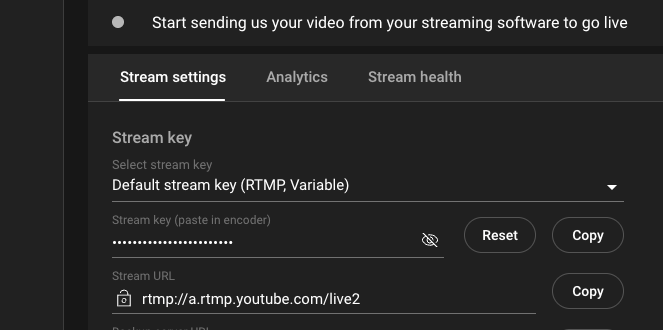 Start sending us your video from your streaming software to go live
Stream settings Analytics Stream health
Stream key
Select stream key
Default stream key (RTMP, Variable)
Stream key (paste in encoder)
••••••••••••••••••••••••
Reset Copy
Stream URL
rtmp://a.rtmp.youtube.com/live2
Copy